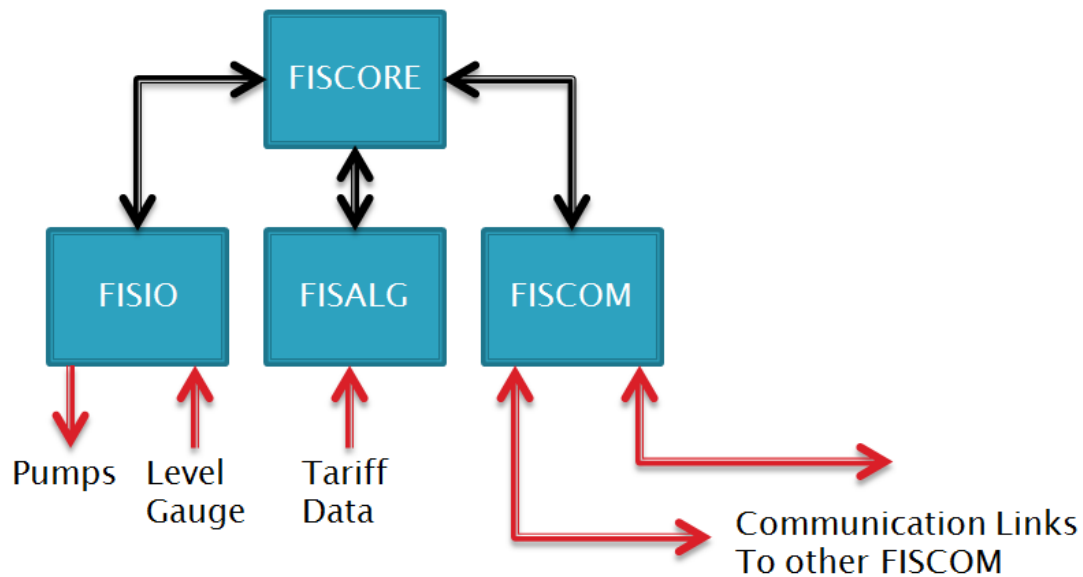 FISCORE
FISIO
FISALG
FISCOM
Pumps
Level
Gauge
Tariff
Data
Communication Links
To other FISCOM